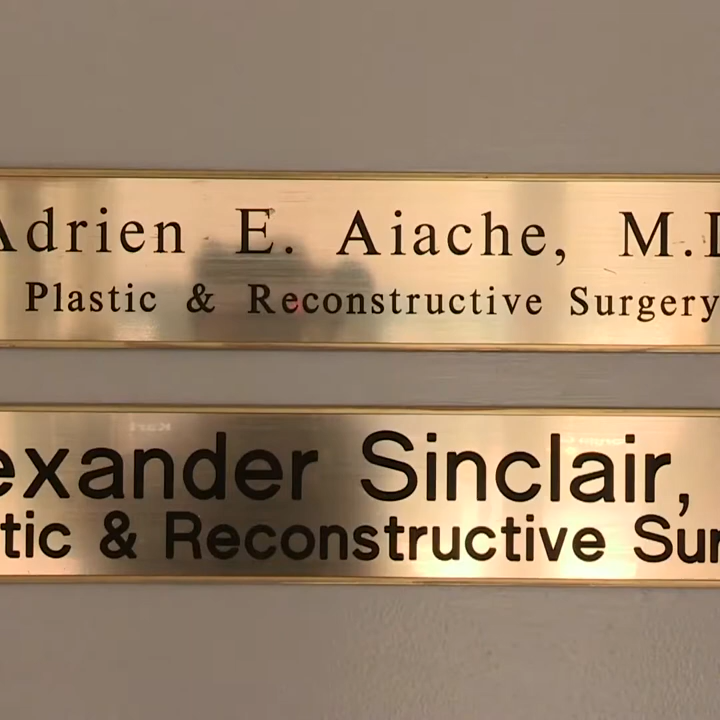 Adrien E. Aiache, M.D
Plastic & Reconstructive Surgery
exander Sinclair,
tic & Reconstructive Sur